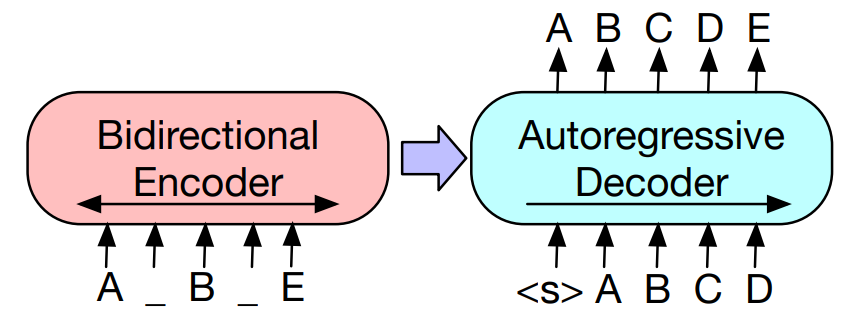 A B C D E
Bidirectional
Encoder
Autoregressive
Decoder
A _ B _ E
<s> A B C D